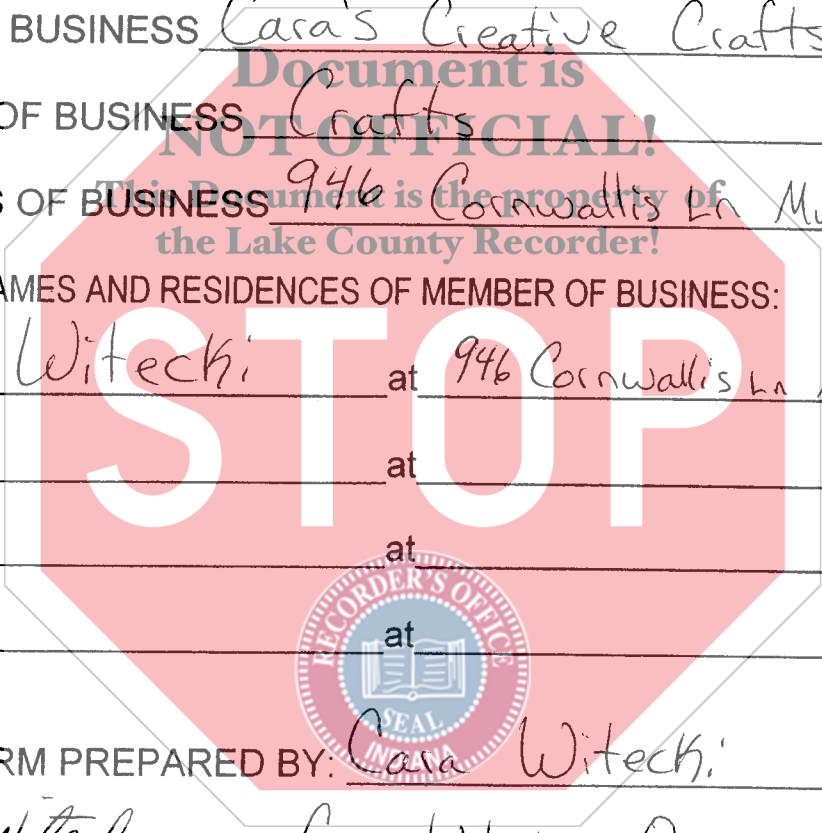 BUSINESS Cara's Creative Crafts
Document is
OF BUSINESS Crafts
NOT OFFICIAL!
S OF BUSINESS 946 Cornwallis Ln Mu
This Document is the property of
the Lake County Recorder!
AMES AND RESIDENCES OF MEMBER OF BUSINESS:
STOP
Witecki at 946 Cornwallis Ln
at
at
at
RECORDER'S OFFICE
SEAL
INDIANA
RM PREPARED BY: Cara Witecki